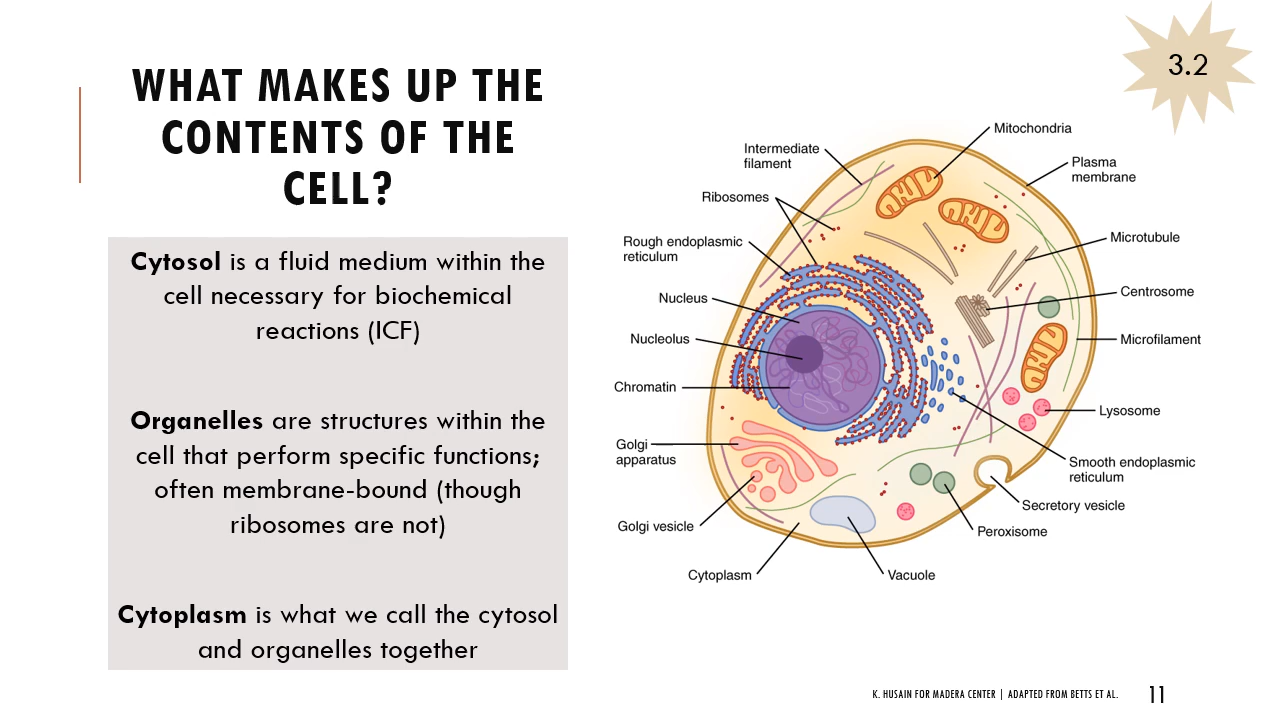 3.2
WHAT MAKES UP THE
CONTENTS OF THE
CELL?
Cytosol is a fluid medium within the
cell necessary for biochemical
reactions (ICF)
Organelles are structures within the
cell that perform specific functions;
often membrane-bound (though
ribosomes are not)
Cytoplasm is what we call the cytosol
and organelles together
Mitochondria
Intermediate
filament
Plasma
membrane
Ribosomes
Rough endoplasmic
reticulum
Microtubule
Nucleus
Centrosome
Nucleolus
Microfilament
Chromatin
Lysosome
Golgi
apparatus
Smooth endoplasmic
reticulum
Secretory vesicle
Golgi vesicle
Peroxisome
Cytoplasm
Vacuole
K. HUSAIN FOR MADERA CENTER | ADAPTED FROM BETTS ET AL.
11